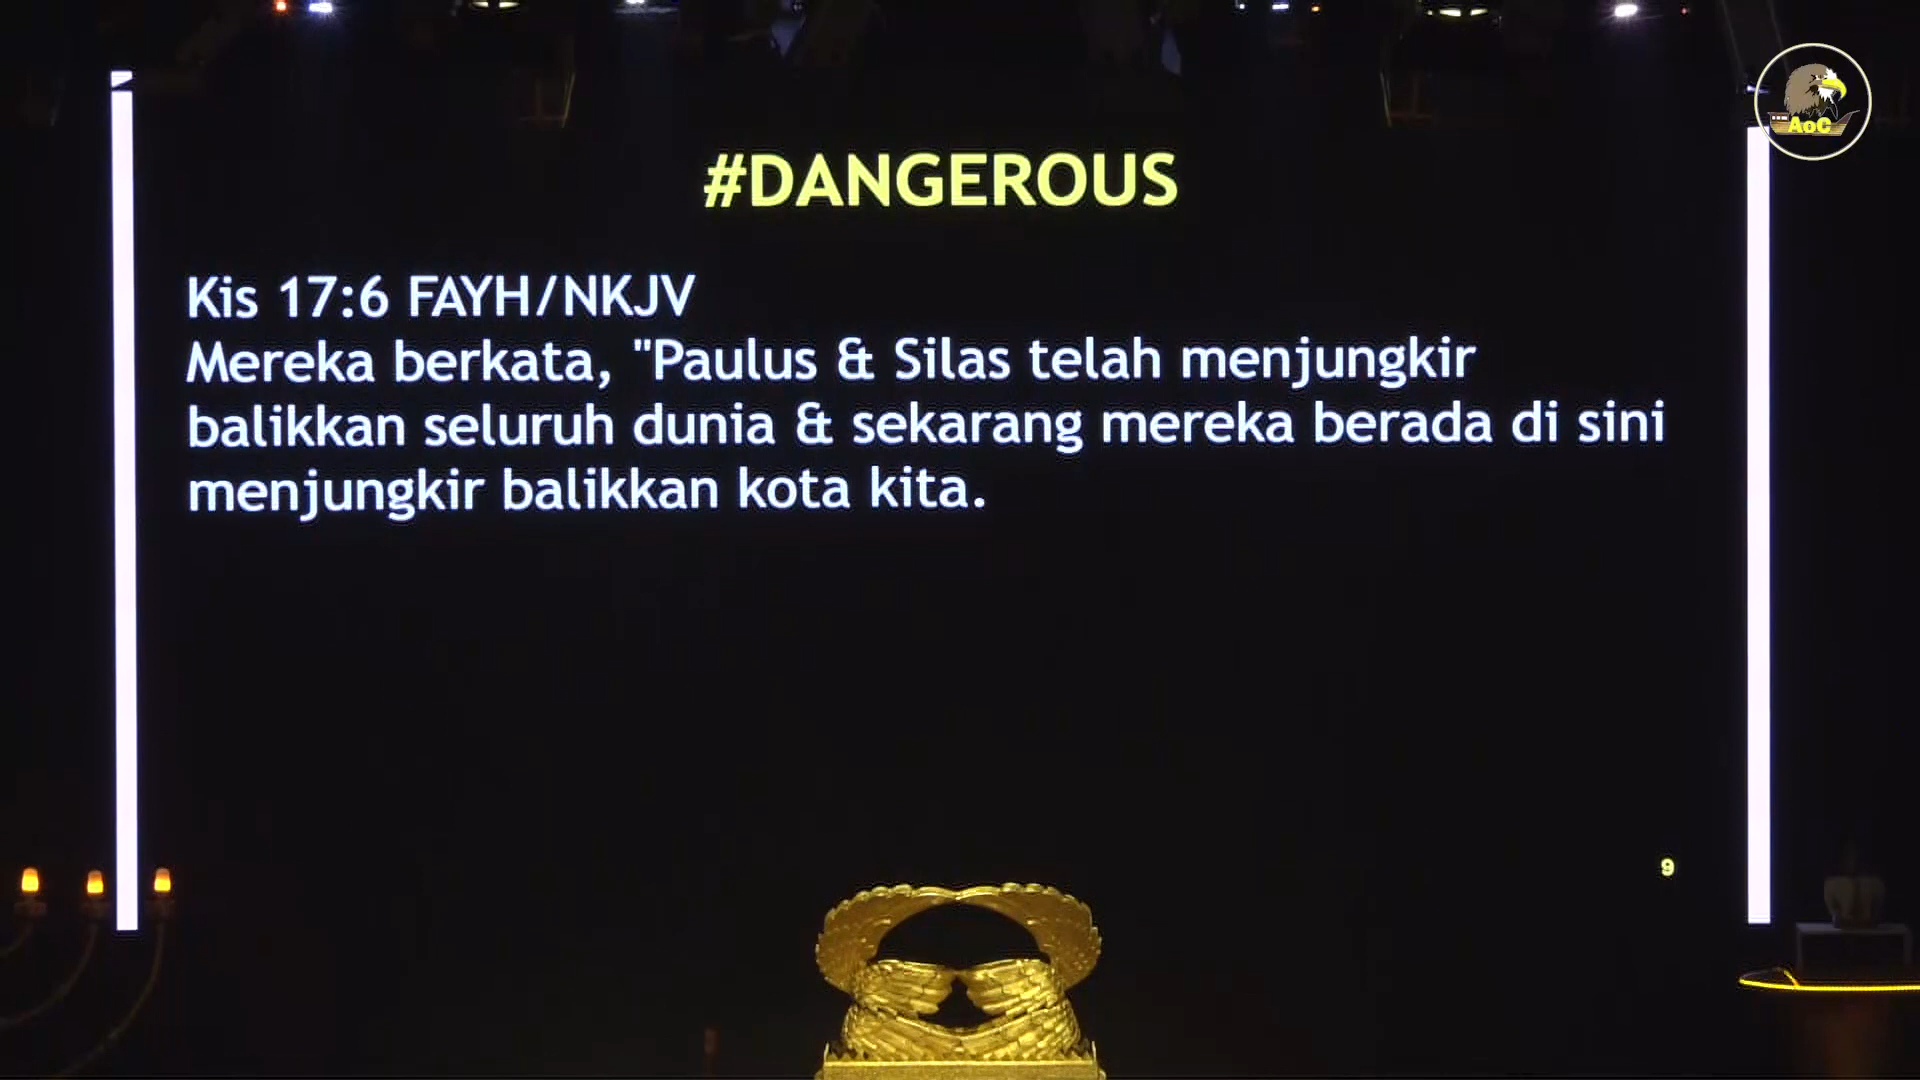 AoC
#DANGEROUS
Kis 17:6 FAYH/NKJV
Mereka berkata, "Paulus & Silas telah menjungkir
balikkan seluruh dunia & sekarang mereka berada di sini
menjungkir balikkan kota kita.
9